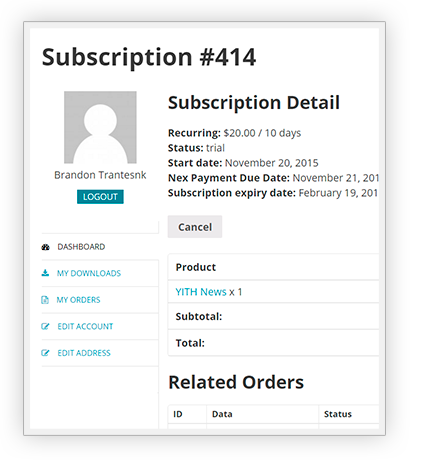 Subscription #414
Brandon Trantesnk
LOGOUT
DASHBOARD
MY DOWNLOADS
MY ORDERS
EDIT ACCOUNT
EDIT ADDRESS
Subscription Detail
Recurring: $20.00 / 10 days
Status: trial
Start date: November 20, 2015
Nex Payment Due Date: November 21, 201
Subscription expiry date: February 19, 201
Cancel
Product
YITH News x 1
Subtotal:
Total:
Related Orders
ID Data Status